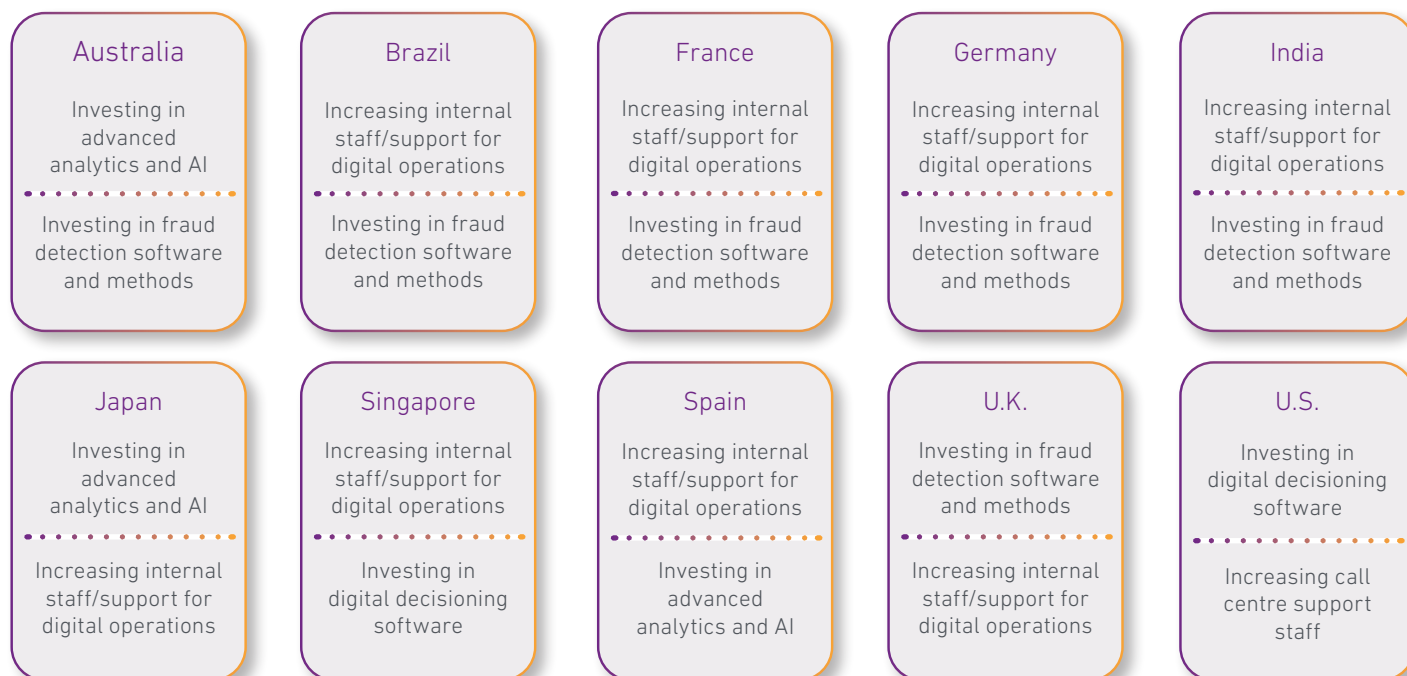 Australia
Investing in
advanced
analytics and AI
Investing in fraud
detection software
and methods
Brazil
Increasing internal
staff/support for
digital operations
Investing in fraud
detection software
and methods
France
Increasing internal
staff/support for
digital operations
Investing in fraud
detection software
and methods
Germany
Increasing internal
staff/support for
digital operations
Investing in fraud
detection software
and methods
India
Increasing internal
staff/support for
digital operations
Investing in fraud
detection software
and methods
Japan
Investing in
advanced
analytics and AI
Increasing internal
staff/support for
digital operations
Singapore
Increasing internal
staff/support for
digital operations
Investing in
digital decisioning
software
Spain
Increasing internal
staff/support for
digital operations
Investing in
advanced
analytics and AI
U.K.
Investing in fraud
detection software
and methods
Increasing internal
staff/support for
digital operations
U.S.
Investing in
digital decisioning
software
Increasing call
centre support
staff